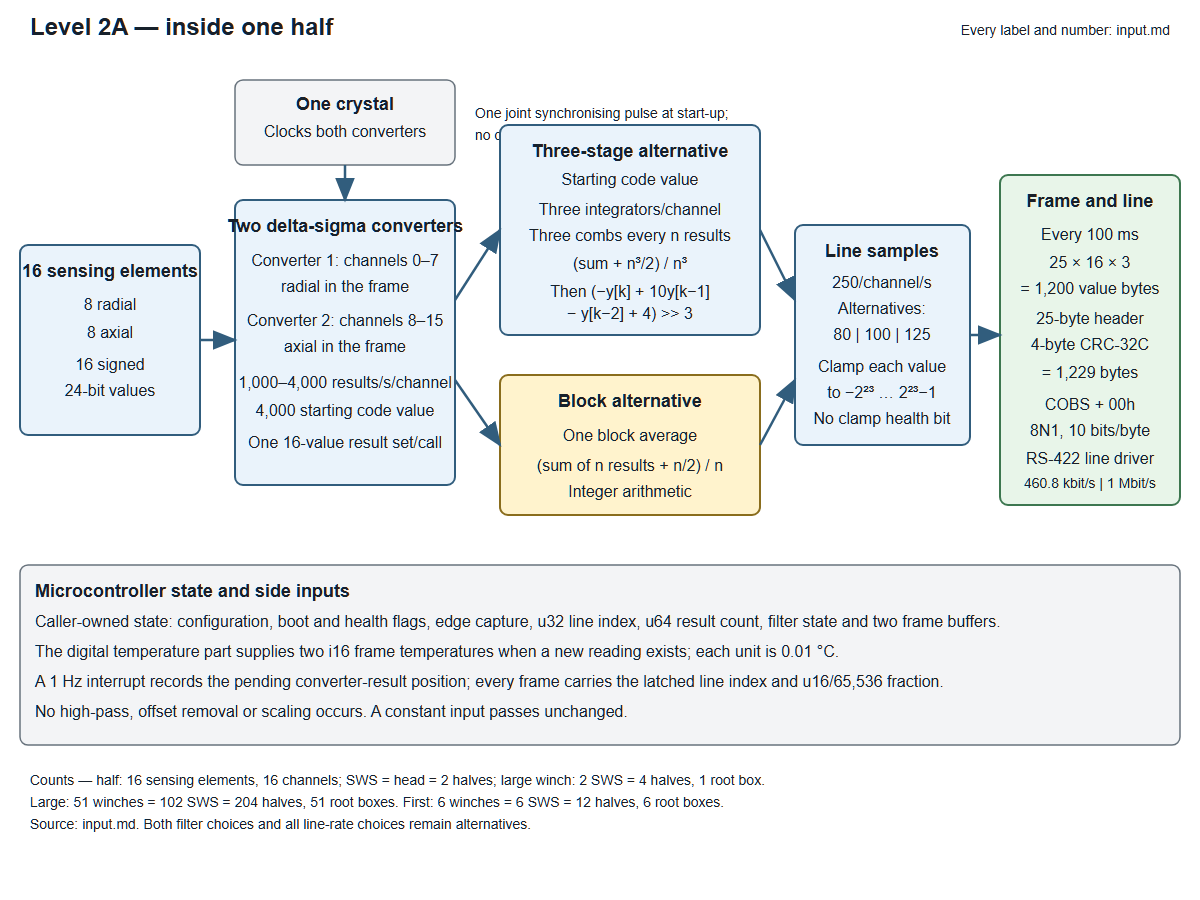 Level 2A — inside one half
Every label and number: input.md
One crystal
Clocks both converters
One joint synchronising pulse at start-up;
no
16 sensing elements
8 radial
8 axial
16 signed
24-bit values
Two delta-sigma converters
Converter 1: channels 0–7
radial in the frame
Converter 2: channels 8–15
axial in the frame
1,000–4,000 results/s/channel
4,000 starting code value
One 16-value result set/call
Three-stage alternative
Starting code value
Three integrators/channel
Three combs every n results
(sum + n³/2) / n³
Then (−y[k] + 10y[k−1]
− y[k−2] + 4) >> 3
Block alternative
One block average
(sum of n results + n/2) / n
Integer arithmetic
Line samples
250/channel/s
Alternatives:
80 | 100 | 125
Clamp each value
to −2²³ … 2²³−1
No clamp health bit
Frame and line
Every 100 ms
25 × 16 × 3
= 1,200 value bytes
25-byte header
4-byte CRC-32C
= 1,229 bytes
COBS + 00h
8N1, 10 bits/byte
RS-422 line driver
460.8 kbit/s | 1 Mbit/s
Microcontroller state and side inputs
Caller-owned state: configuration, boot and health flags, edge capture, u32 line index, u64 result count, filter state and two frame buffers.
The digital temperature part supplies two i16 frame temperatures when a new reading exists; each unit is 0.01 °C.
A 1 Hz interrupt records the pending converter-result position; every frame carries the latched line index and u16/65,536 fraction.
No high-pass, offset removal or scaling occurs. A constant input passes unchanged.
Counts — half: 16 sensing elements, 16 channels; SWS = head = 2 halves; large winch: 2 SWS = 4 halves, 1 root box.
Large: 51 winches = 102 SWS = 204 halves, 51 root boxes. First: 6 winches = 6 SWS = 12 halves, 6 root boxes.
Source: input.md. Both filter choices and all line-rate choices remain alternatives.